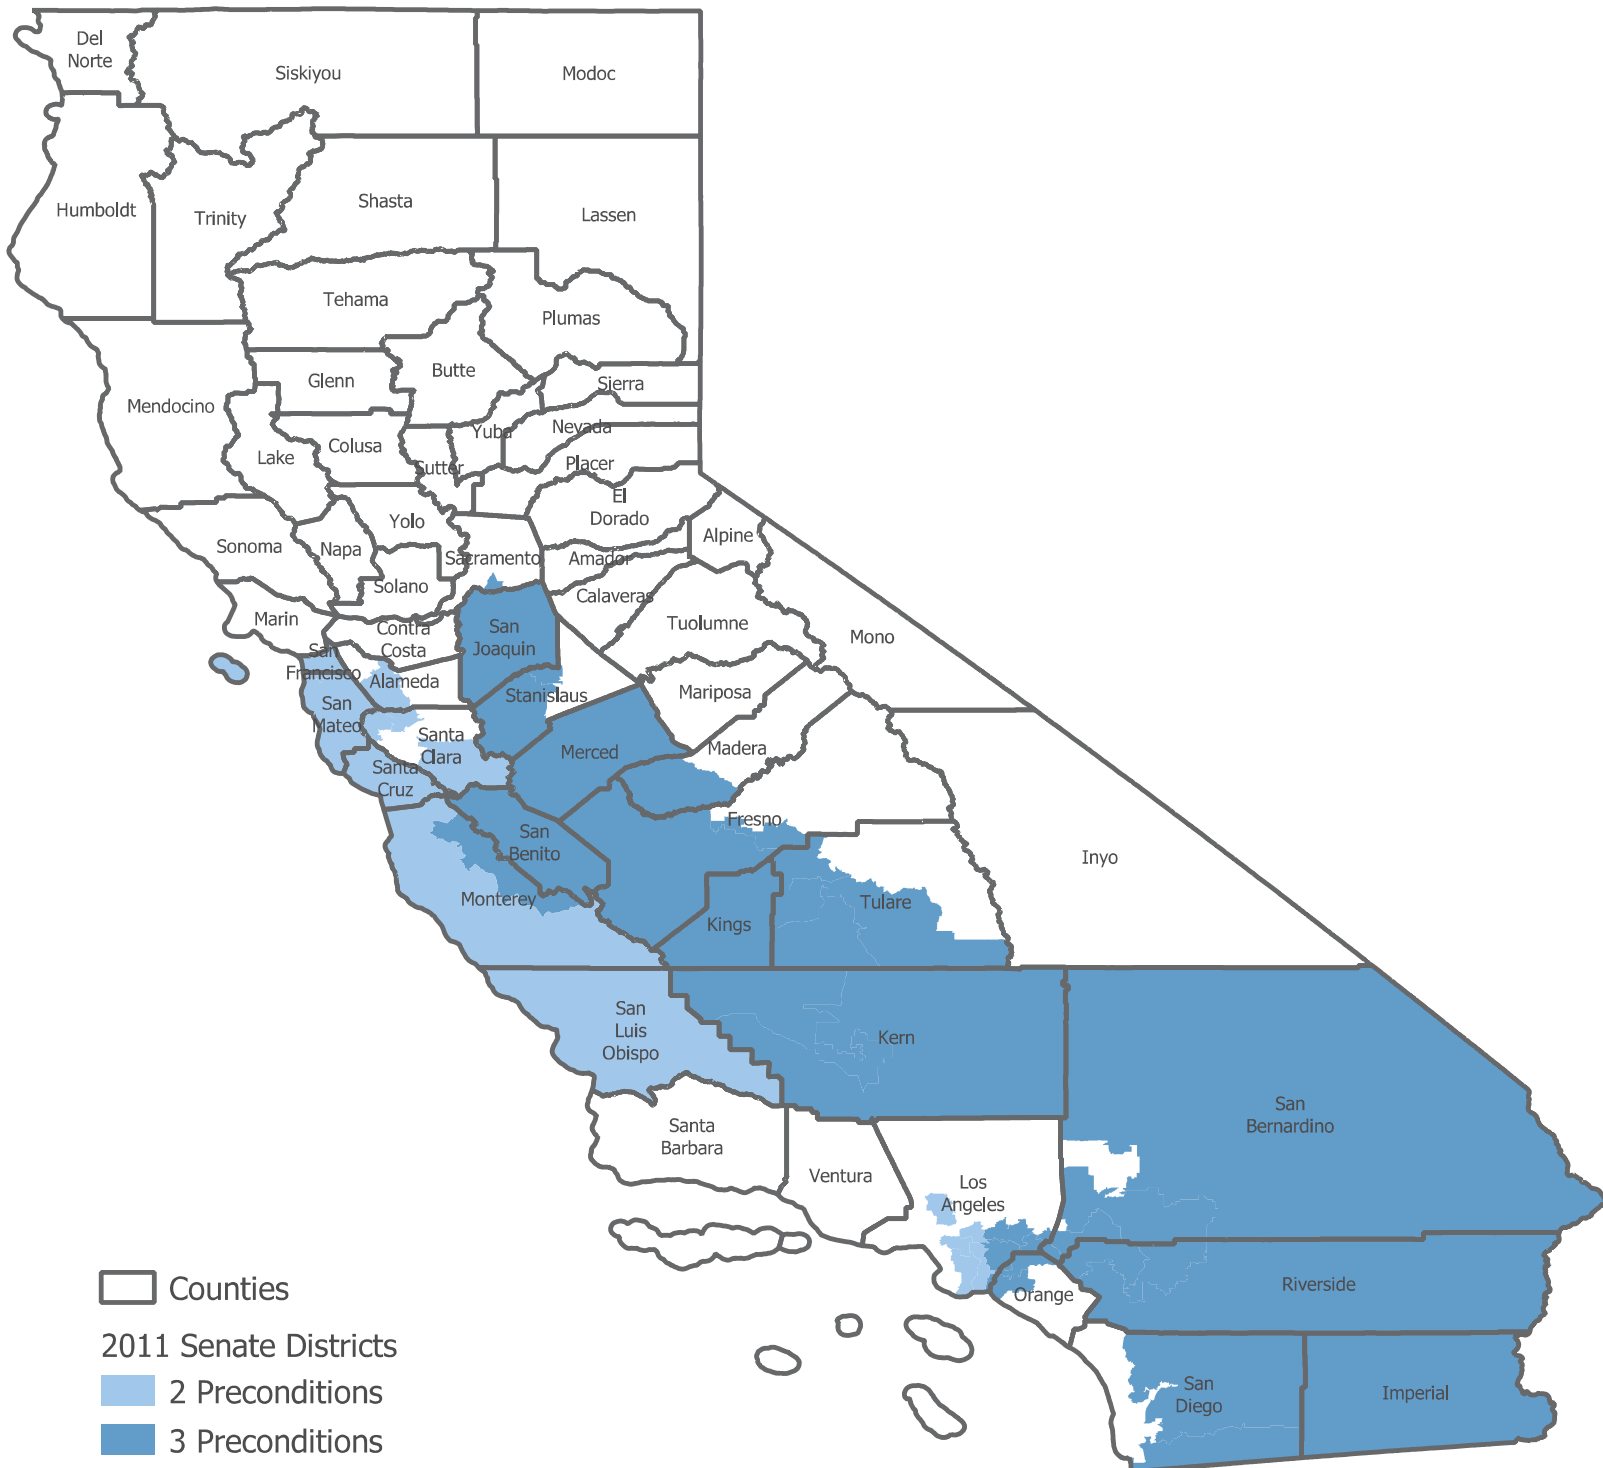 Del
Norte
Siskiyou
Modoc
Humboldt
Trinity
Shasta
Lassen
Tehama
Plumas
Butte
Glenn
Sierra
Mendocino
Nevada
Yuba
Colusa
Lake
Sutter
Placer
El
Dorado
Yolo
Alpine
Sonoma
Napa
Sacramento
Amador
Solano
Calaveras
Marin
Contra
Costa
San
Joaquin
Tuolumne
Mono
San
Francisco
Alameda
Stanislaus
Mariposa
San
Mateo
Santa
Clara
Merced
Madera
Santa
Cruz
Fresno
San
Benito
Inyo
Monterey
Tulare
Kings
San
Luis
Obispo
Kern
San
Bernardino
Santa
Barbara
Ventura
Los
Angeles
Orange
Riverside
San
Diego
Imperial
Counties
2011 Senate Districts
2 Preconditions
3 Preconditions